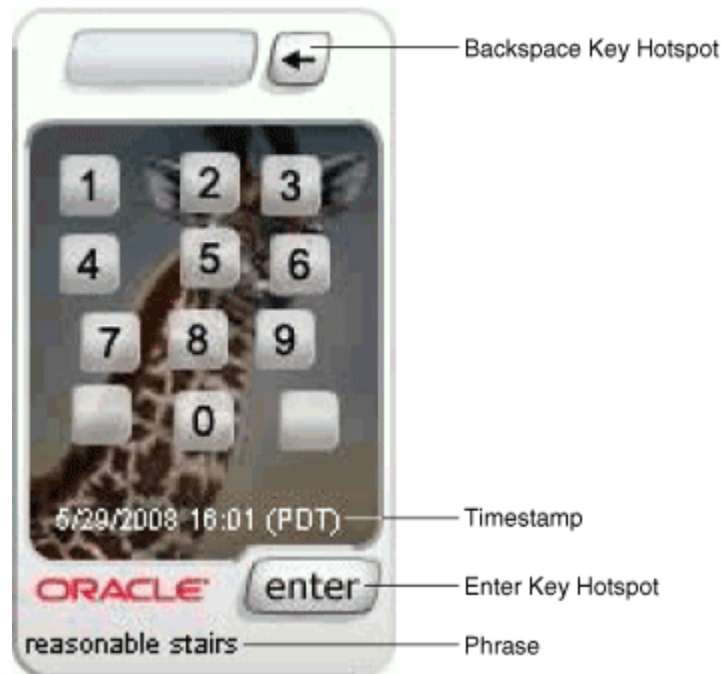 Backspace Key Hotspot
1 2 3
4 5 6
7 8 9
0
5/29/2008 16:01 (PDT)
Timestamp
ORACLE
enter
Enter Key Hotspot
reasonable stairs
Phrase